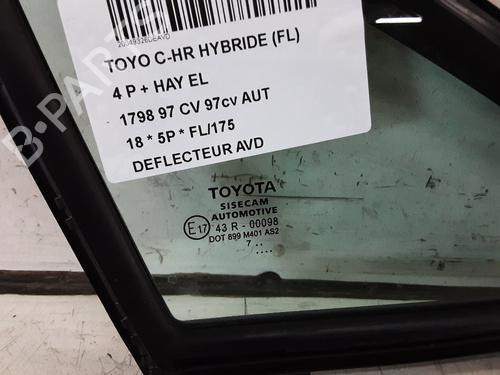 TOYO C-HR HYBRIDE (FL)
4 P + HAY EL
1798 97 CV 97cv AUT
18 * 5P * FL/175
DEFLECTEUR AVD
TOYOTA
SISECAM
AUTOMOTIVE
E17 43 R - 00098
DOT 899 M401 AS2
7 .. ....
B-PARTS